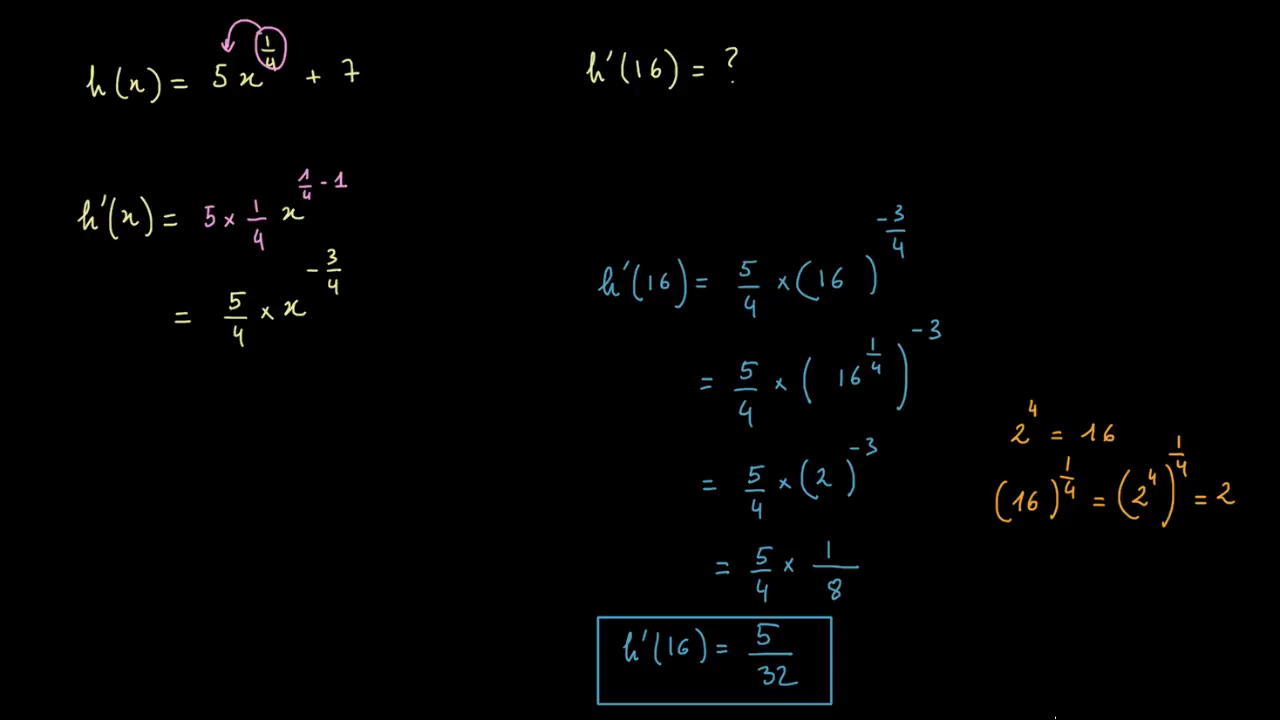 h(x) = 5x^{1/4} + 7
h'(16) = ?
h'(x) = 5 × 1/4 x^{1/4 - 1}
= 5/4 × x^{-3/4}
h'(16) = 5/4 × (16)^{-3/4}
= 5/4 × (16^{1/4})^{-3}
= 5/4 × (2)^{-3}
= 5/4 × 1/8
h'(16) = 5/32
2^4 = 16
(16)^{1/4} = (2^4)^{1/4} = 2